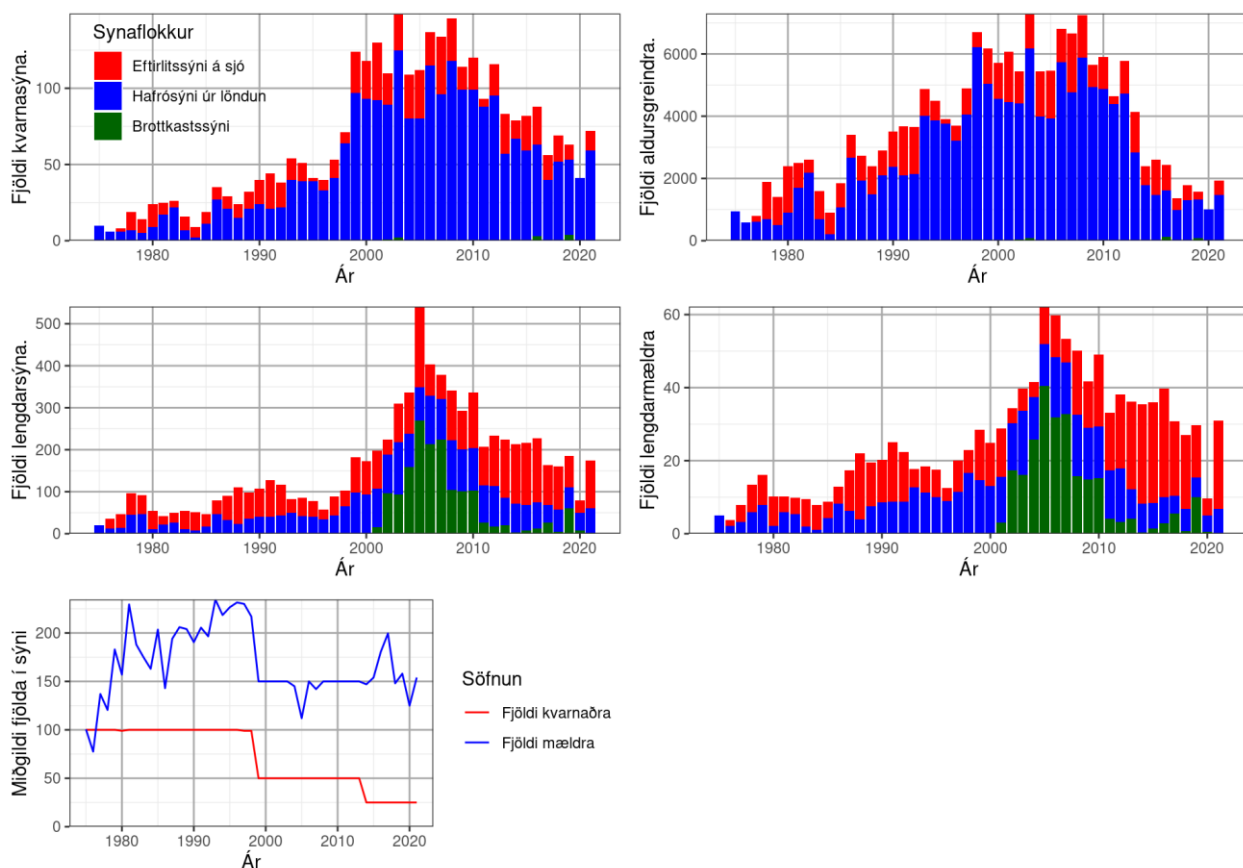 Fjöldi kvarnasýna.
100
50
0
Synaflokkur
Eftirlitssýni á sjó
Hafrósýni úr löndun
Brottkastssýni
1980 1990 2000 2010 2020
Ár
Fjöldi aldursgreindra.
6000
4000
2000
0
1980 1990 2000 2010 2020
Ár
Fjöldi lengdarsýna.
500
400
300
200
100
0
1980 1990 2000 2010 2020
Ár
Fjöldi lengdarmældra
60
40
20
0
1980 1990 2000 2010 2020
Ár
Miðgildi fjölda í sýni
200
150
100
50
0
1980 1990 2000 2010 2020
Ár
Söfnun
Fjöldi kvarnaðra
Fjöldi mældra